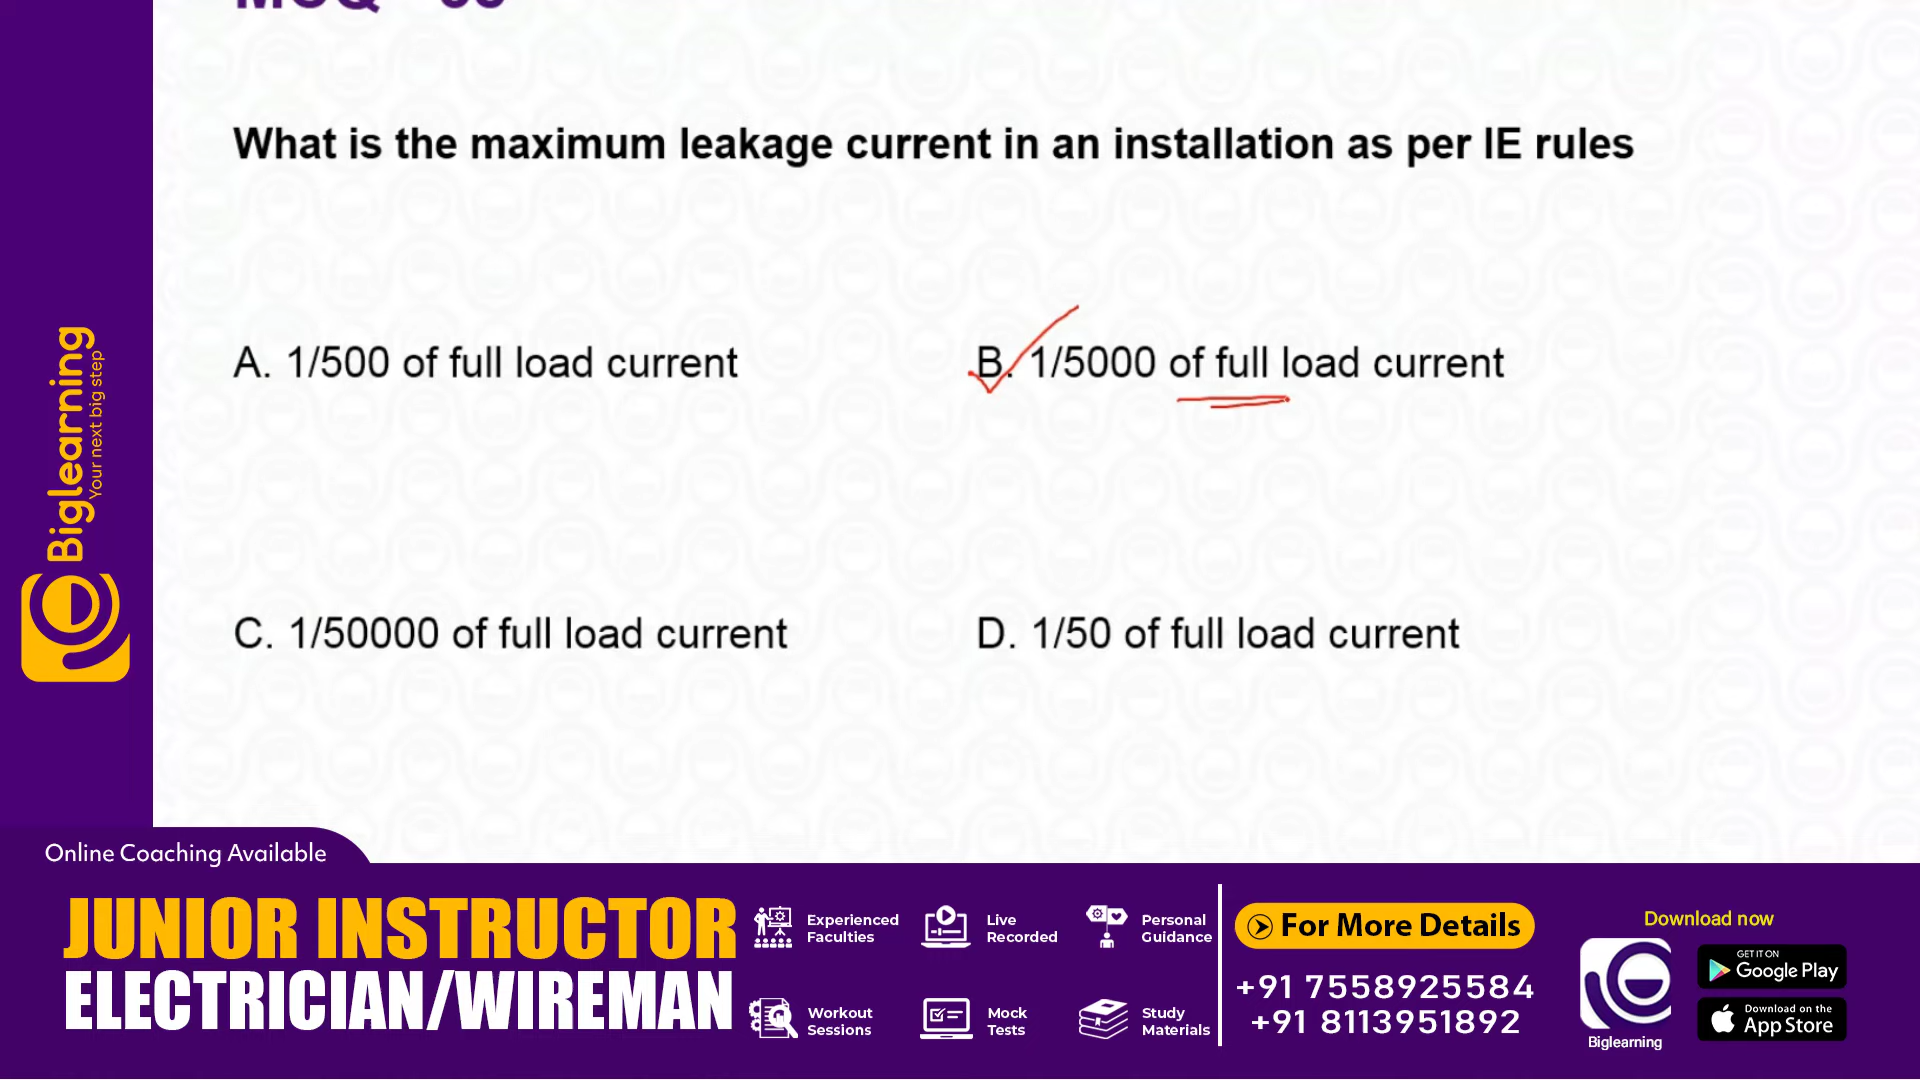 What is the maximum leakage current in an installation as per IE rules
A. 1/500 of full load current
B. 1/5000 of full load current
C. 1/50000 of full load current
D. 1/50 of full load current
Biglearning
Your next big step
Online Coaching Available
JUNIOR INSTRUCTOR
ELECTRICIAN/WIREMAN
Experienced
Faculties
Live
Recorded
Personal
Guidance
Workout
Sessions
Mock
Tests
Study
Materials
For More Details
+91 7558925584
+91 8113951892
Download now
Biglearning
GET IT ON
Google Play
Download on the
App Store